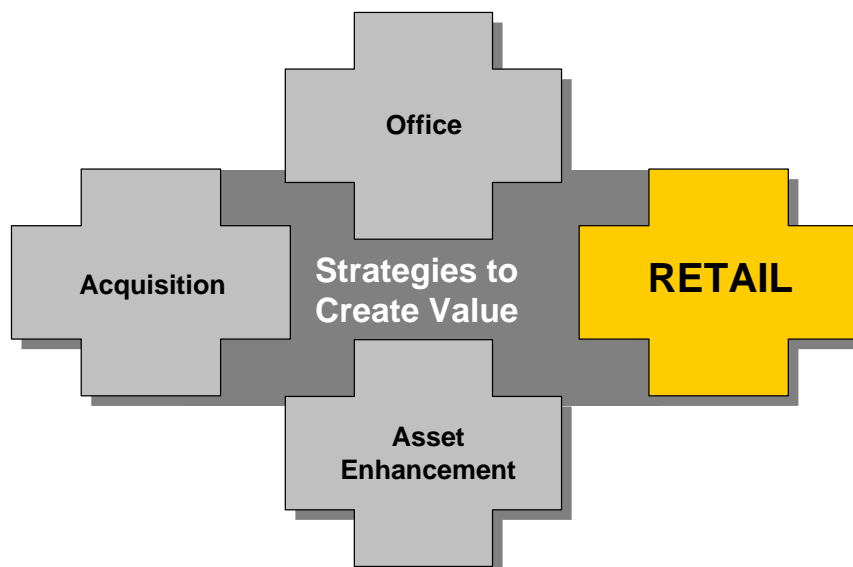 Office
Acquisition
Strategies to
Create Value
RETAIL
Asset
Enhancement